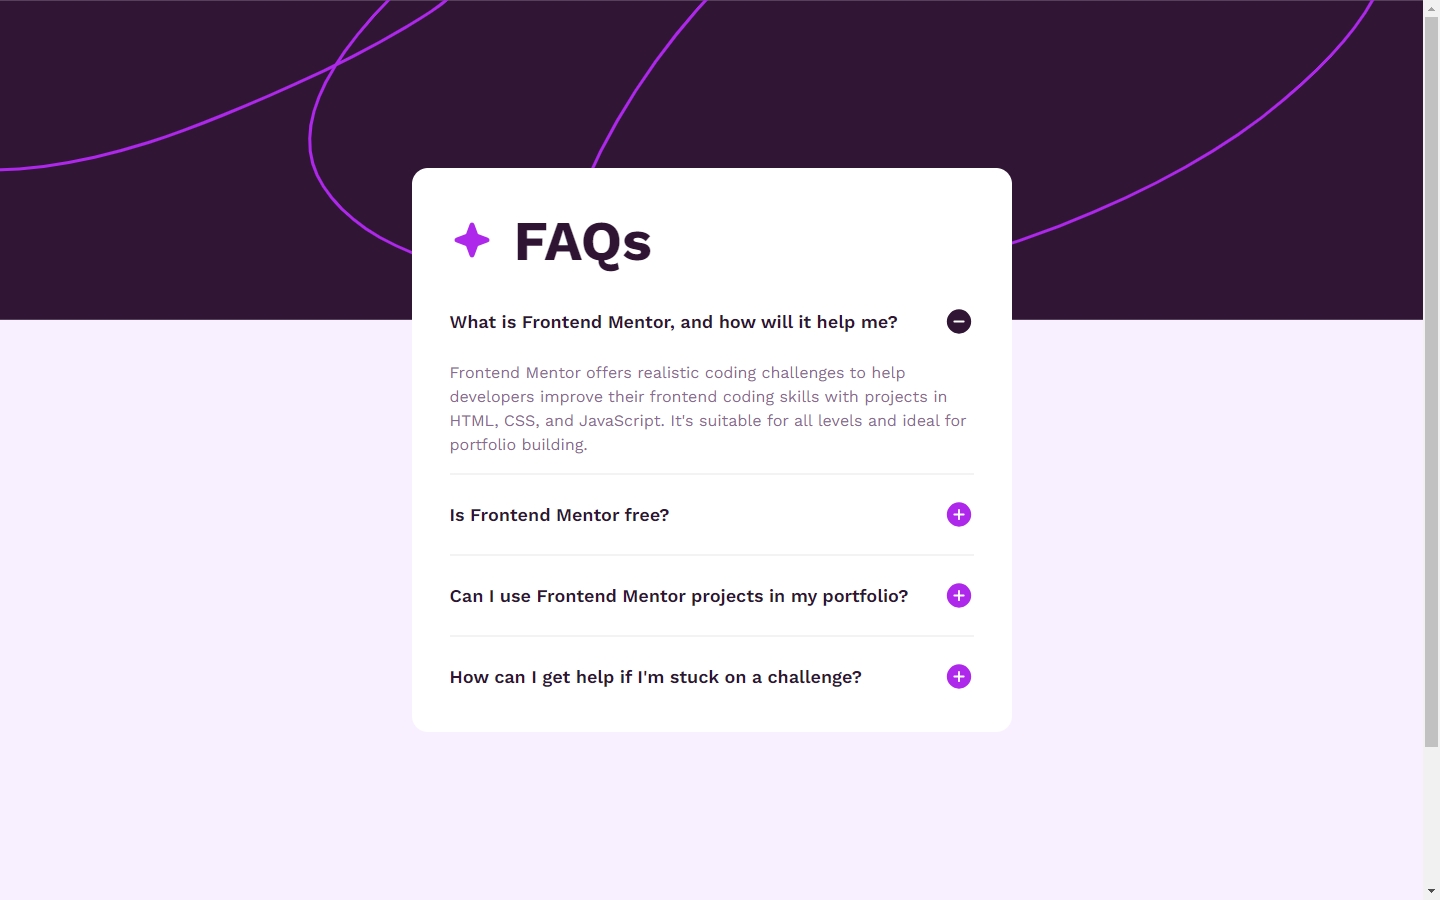 FAQs
What is Frontend Mentor, and how will it help me?
Frontend Mentor offers realistic coding challenges to help
developers improve their frontend coding skills with projects in
HTML, CSS, and JavaScript. It's suitable for all levels and ideal for
portfolio building.
Is Frontend Mentor free?
Can I use Frontend Mentor projects in my portfolio?
How can I get help if I'm stuck on a challenge?